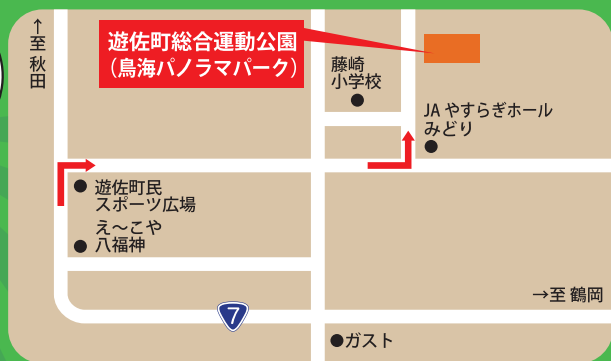 ↑至 秋田
遊佐町総合運動公園
（鳥海パノラマパーク）
藤崎
小学校
JA やすらぎホール
みどり
遊佐町民
スポーツ広場
え〜こや
八福神
→至 鶴岡
7
ガスト